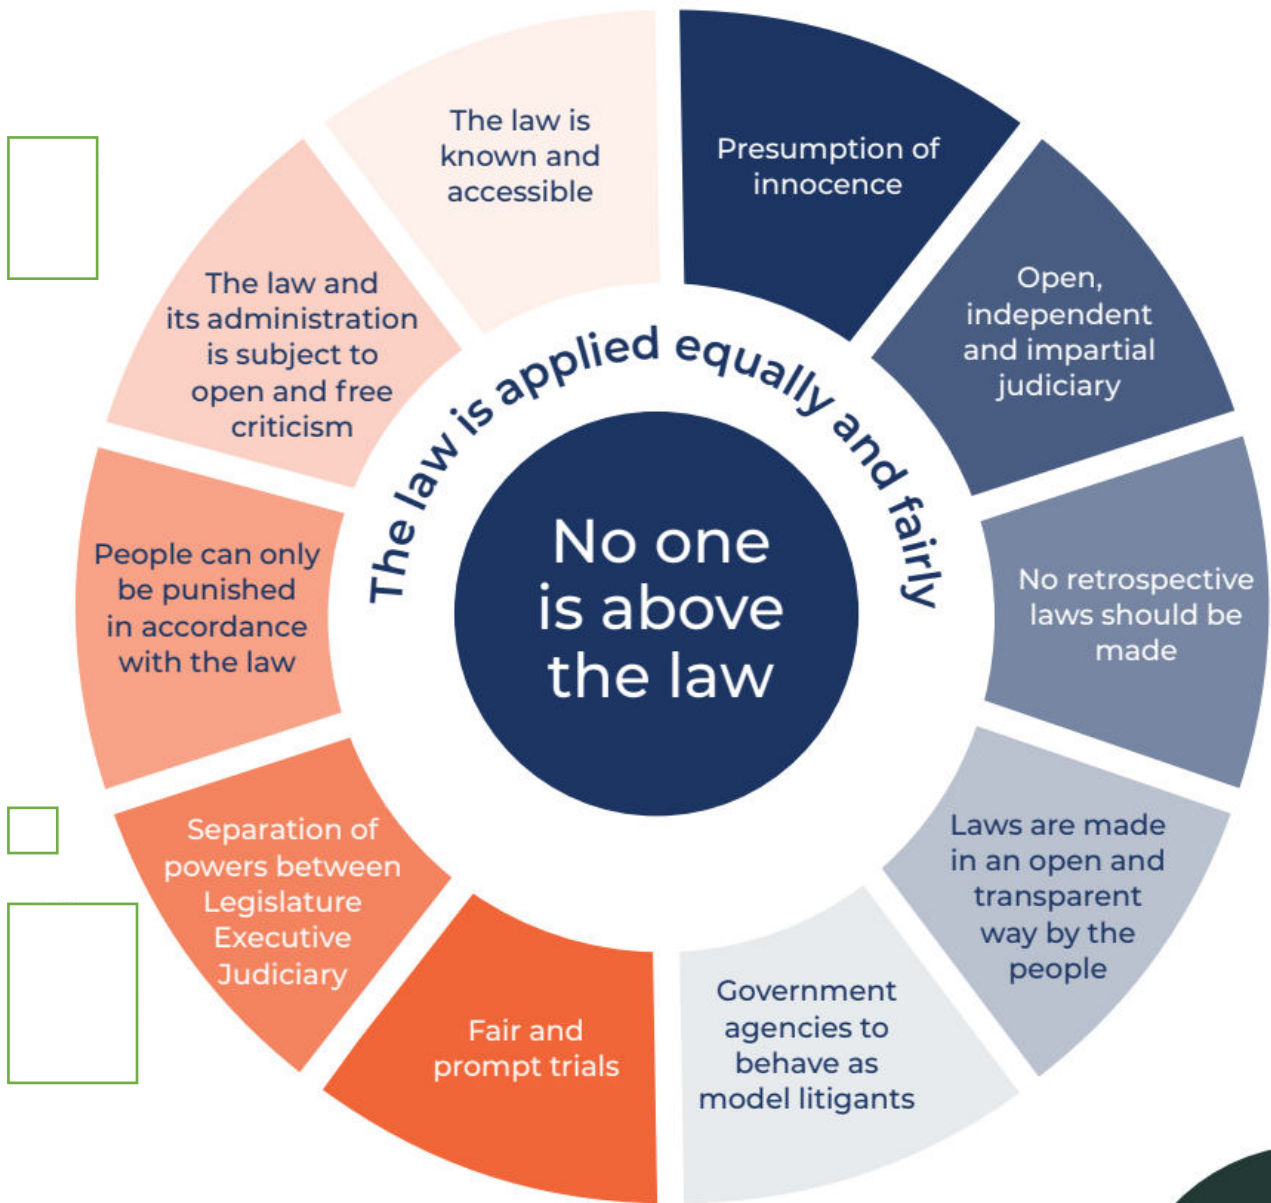 The law is
known and
accessible
Presumption of
innocence
Open,
independent
and impartial
judiciary
No retrospective
laws should be
made
Laws are made
in an open and
transparent
way by the
people
Government
agencies to
behave as
model litigants
Fair and
prompt trials
Separation of
powers between
Legislature
Executive
Judiciary
People can only
be punished
in accordance
with the law
The law and
its administration
is subject to
open and free
criticism
The law is applied equally and fairly
No one
is above
the law